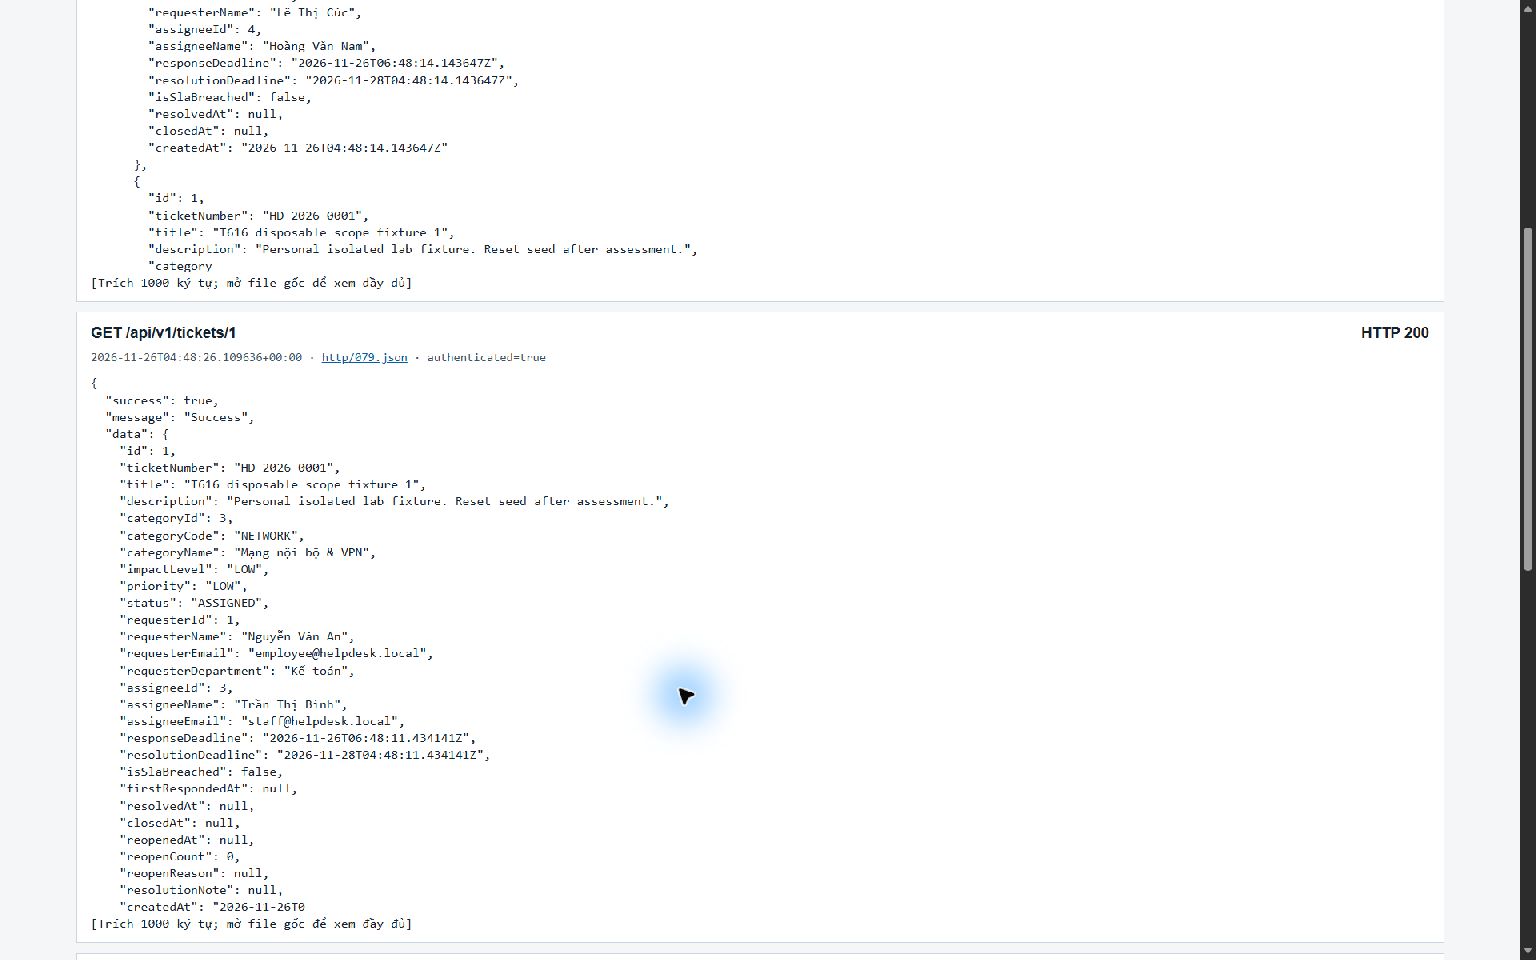 "requesterName": "Lê Thị Cúc",
"assigneeId": 4,
"assigneeName": "Hoàng Văn Nam",
"responseDeadline": "2026-11-26T06:48:14.143647Z",
"resolutionDeadline": "2026-11-28T04:48:14.143647Z",
"isSlaBreached": false,
"resolvedAt": null,
"closedAt": null,
"createdAt": "2026-11-26T04:48:14.143647Z"
},
{
"id": 1,
"ticketNumber": "HD-2026-0001",
"title": "T616 disposable scope fixture 1",
"description": "Personal isolated lab fixture. Reset seed after assessment.",
"category
[Trích 1000 ký tự; mở file gốc để xem đầy đủ]
GET /api/v1/tickets/1
HTTP 200
2026-11-26T04:48:26.109636+00:00 · http/079.json · authenticated=true
{
"success": true,
"message": "Success",
"data": {
"id": 1,
"ticketNumber": "HD-2026-0001",
"title": "T616 disposable scope fixture 1",
"description": "Personal isolated lab fixture. Reset seed after assessment.",
"categoryId": 3,
"categoryCode": "NETWORK",
"categoryName": "Mạng nội bộ & VPN",
"impactLevel": "LOW",
"priority": "LOW",
"status": "ASSIGNED",
"requesterId": 1,
"requesterName": "Nguyễn Văn An",
"requesterEmail": "employee@helpdesk.local",
"requesterDepartment": "Kế toán",
"assigneeId": 3,
"assigneeName": "Trần Thị Bình",
"assigneeEmail": "staff@helpdesk.local",
"responseDeadline": "2026-11-26T06:48:11.434141Z",
"resolutionDeadline": "2026-11-28T04:48:11.434141Z",
"isSlaBreached": false,
"firstRespondedAt": null,
"resolvedAt": null,
"closedAt": null,
"reopenedAt": null,
"reopenCount": 0,
"reopenReason": null,
"resolutionNote": null,
"createdAt": "2026-11-26T0
[Trích 1000 ký tự; mở file gốc để xem đầy đủ]